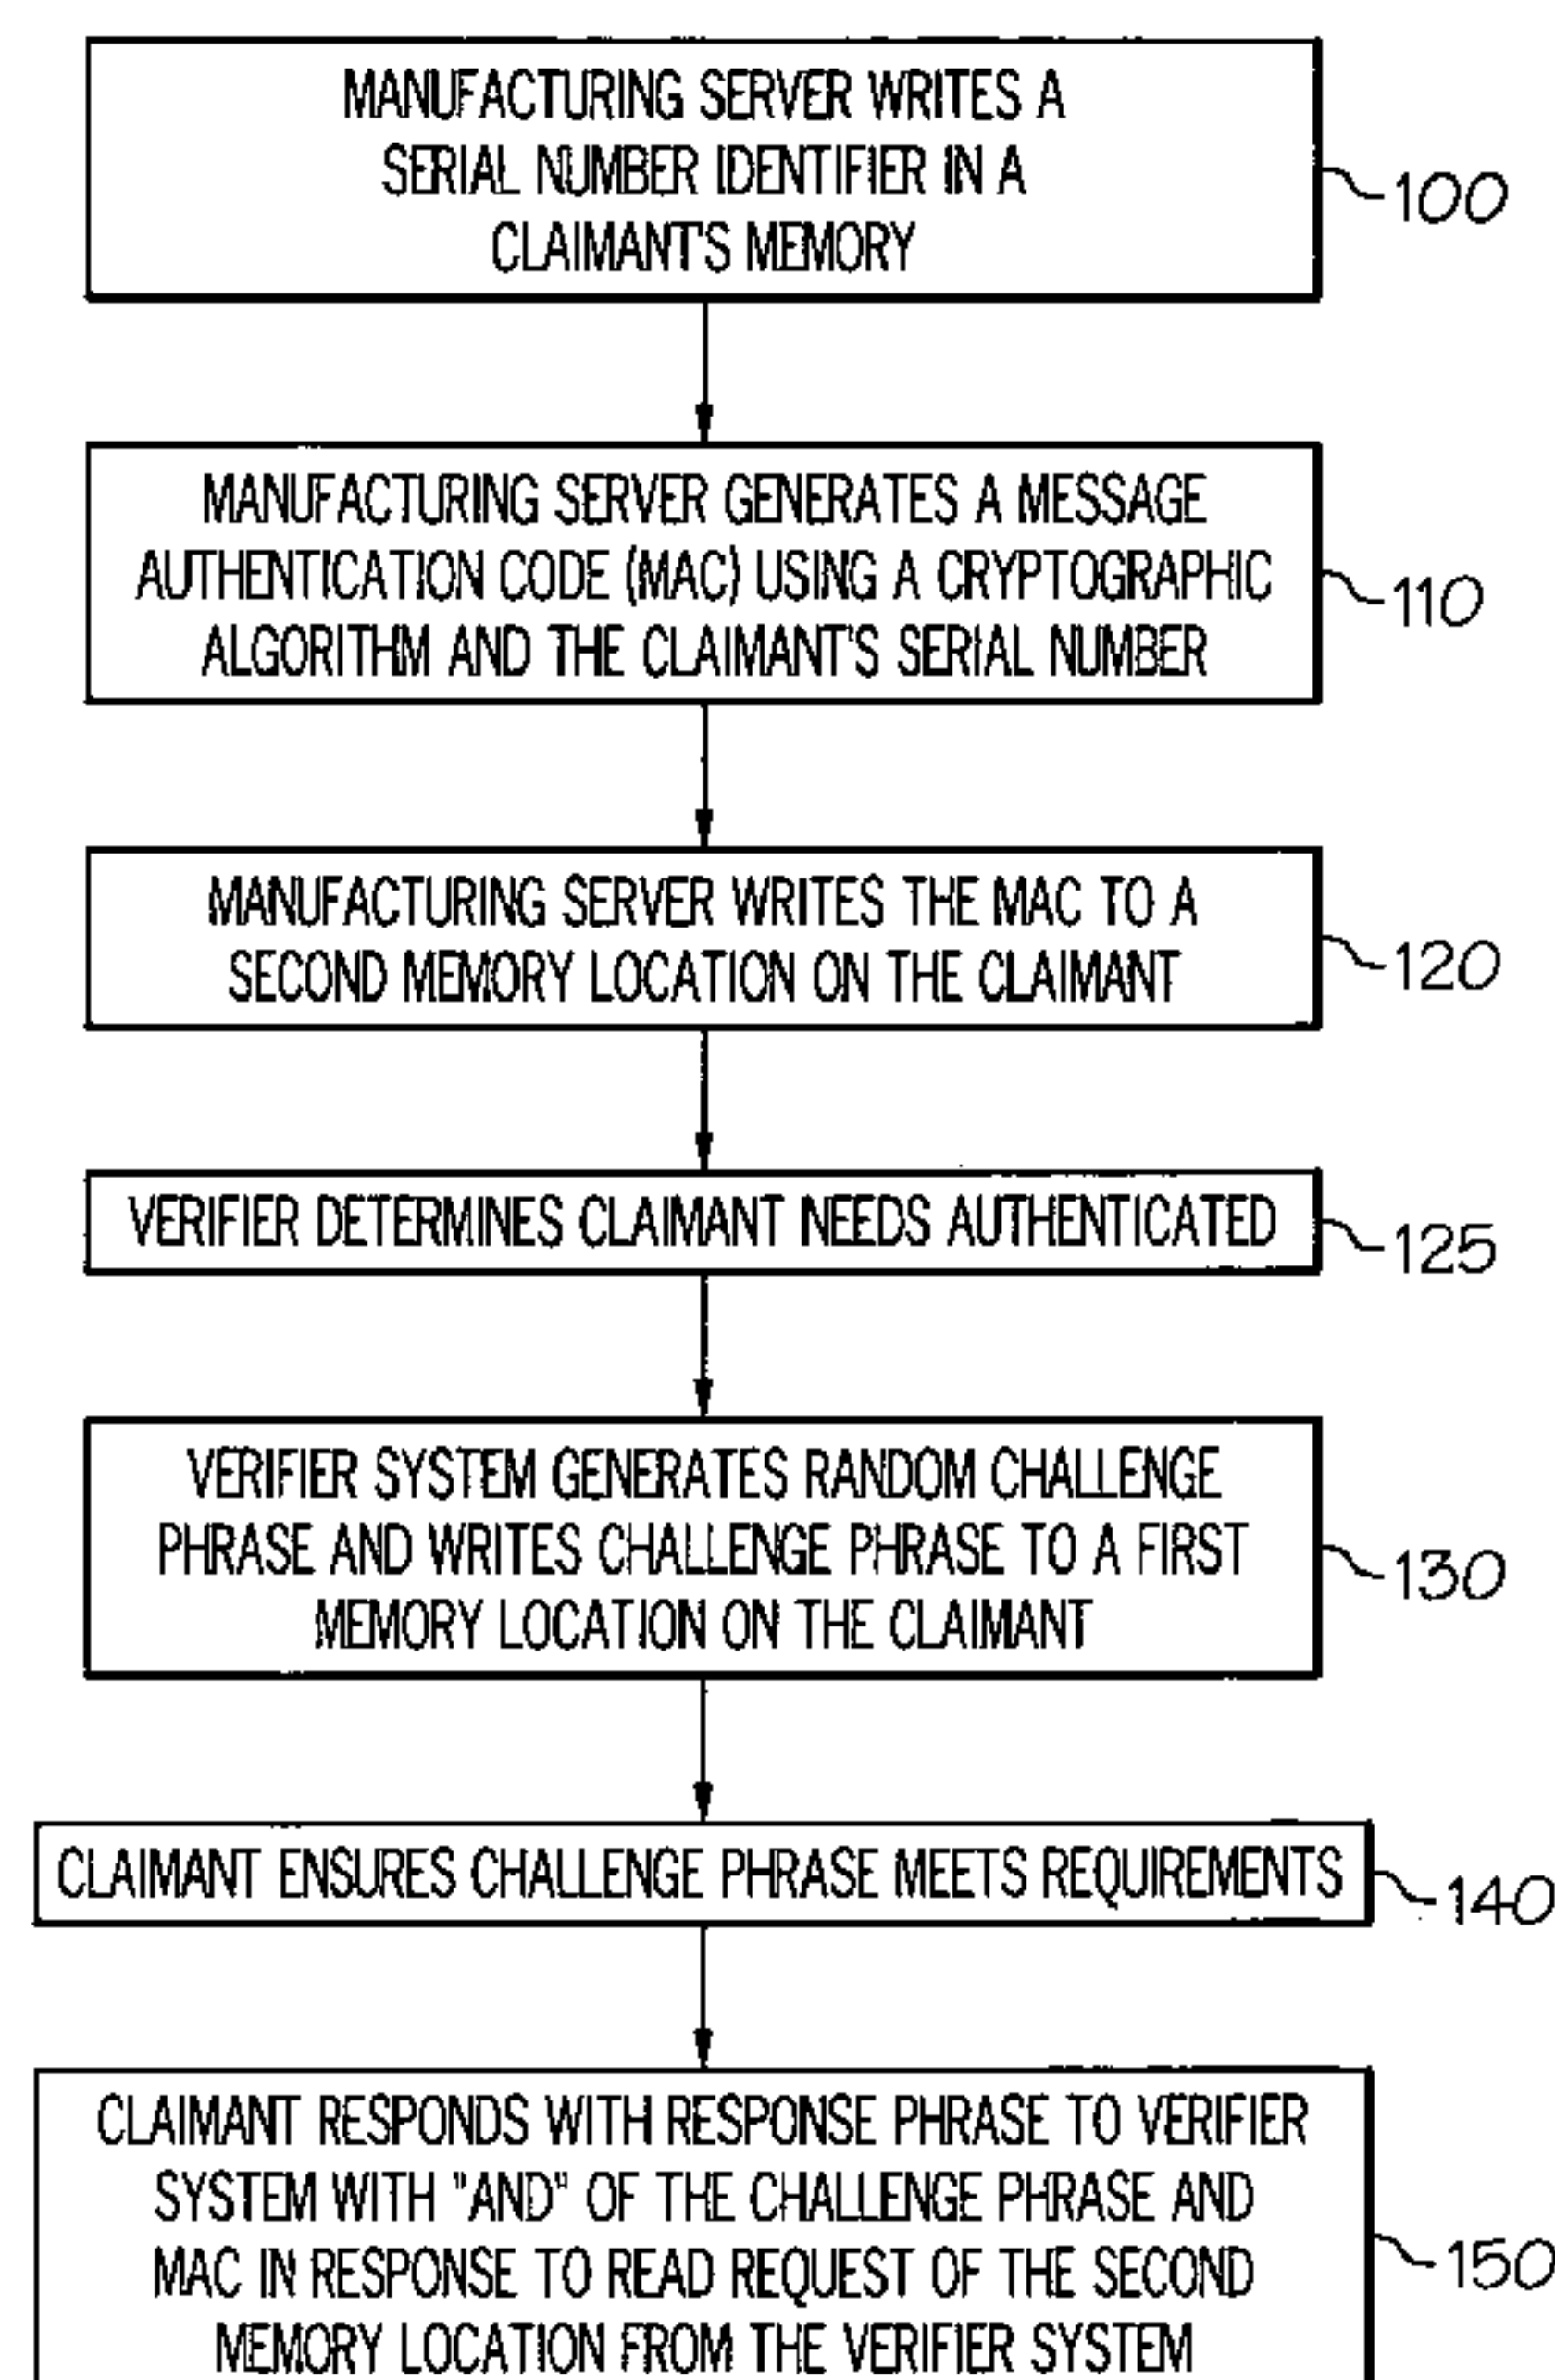 MANUFACTURING SERVER WRITES A
SERIAL NUMBER IDENTIFIER IN A
CLAIMANT'S MEMORY
100
MANUFACTURING SERVER GENERATES A MESSAGE
AUTHENTICATION CODE (MAC) USING A CRYPTOGRAPHIC
ALGORITHM AND THE CLAIMANT'S SERIAL NUMBER
110
MANUFACTURING SERVER WRITES THE MAC TO A
SECOND MEMORY LOCATION ON THE CLAIMANT
120
VERIFIER DETERMINES CLAIMANT NEEDS AUTHENTICATED
125
VERIFIER SYSTEM GENERATES RANDOM CHALLENGE
PHRASE AND WRITES CHALLENGE PHRASE TO A FIRST
MEMORY LOCATION ON THE CLAIMANT
130
CLAIMANT ENSURES CHALLENGE PHRASE MEETS REQUIREMENTS
140
CLAIMANT RESPONDS WITH RESPONSE PHRASE TO VERIFIER
SYSTEM WITH "AND" OF THE CHALLENGE PHRASE AND
MAC IN RESPONSE TO READ REQUEST OF THE SECOND
MEMORY LOCATION FROM THE VERIFIER SYSTEM
150